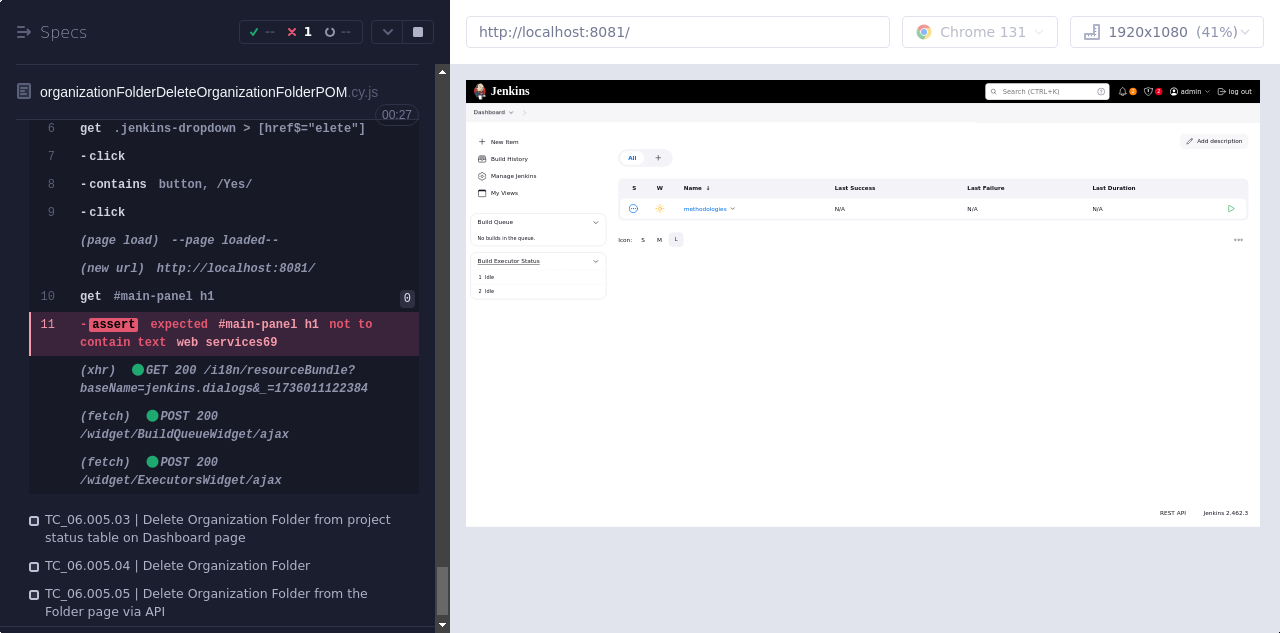 Specs
-- 1 --
organizationFolderDeleteOrganizationFolderPOM.cy.js
00:27
6 get .jenkins-dropdown > [href$="elete"]
7 -click
8 -contains button, /Yes/
9 -click
(page load) --page loaded--
(new url) http://localhost:8081/
10 get #main-panel h1 0
11 -assert expected #main-panel h1 not to
contain text web services69
(xhr) GET 200 /i18n/resourceBundle?
baseName=jenkins.dialogs&_=1736011122384
(fetch) POST 200
/widget/BuildQueueWidget/ajax
(fetch) POST 200
/widget/ExecutorsWidget/ajax
TC_06.005.03 | Delete Organization Folder from project
status table on Dashboard page
TC_06.005.04 | Delete Organization Folder
TC_06.005.05 | Delete Organization Folder from the
Folder page via API
http://localhost:8081/
Chrome 131
1920x1080 (41%)
Jenkins
Search (CTRL+K)
2
2
admin
log out
Dashboard
New Item
Build History
Manage Jenkins
My Views
Build Queue
No builds in the queue.
Build Executor Status
1 Idle
2 Idle
Add description
All +
S W Name ↓ Last Success Last Failure Last Duration
methodologies N/A N/A N/A
Icon: S M L
REST API Jenkins 2.462.3